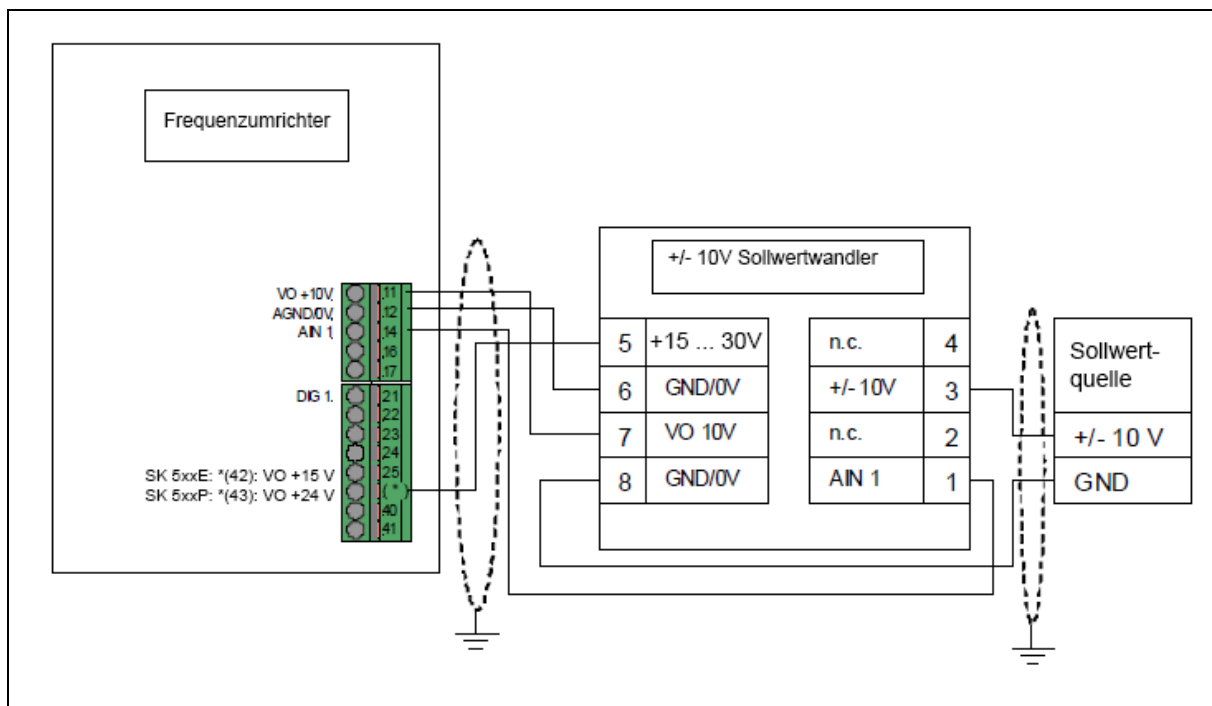 Frequenzumrichter
VO +10V,
AGND/0V,
AIN 1,
DIG 1.
SK 5xxE: *(42): VO +15 V
SK 5xxP: *(43): VO +24 V
.11
.12
.14
.16
.17
21
22
23
24
25
( * )
.40
.41
+/- 10V Sollwertwandler
5 +15 ... 30V
6 GND/0V
7 VO 10V
8 GND/0V
n.c. 4
+/- 10V 3
n.c. 2
AIN 1 1
Sollwert-
quelle
+/- 10 V
GND